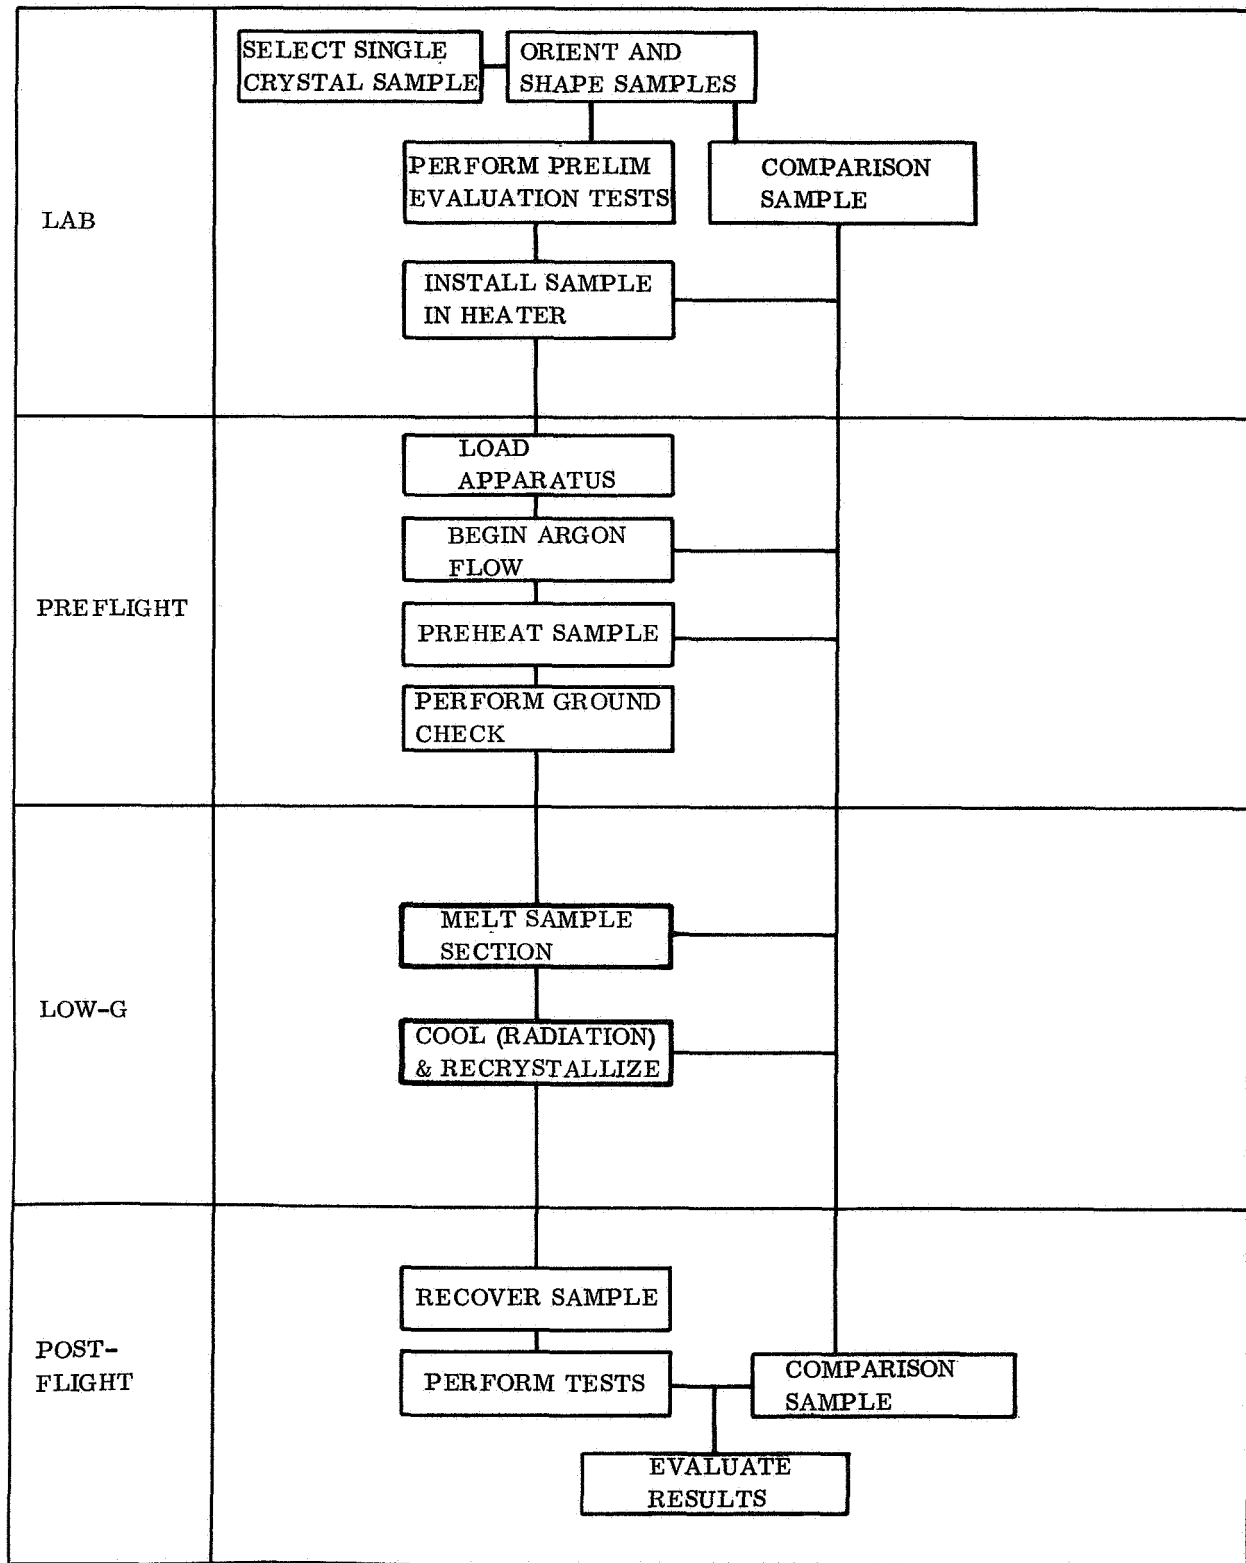 SELECT SINGLE
CRYSTAL SAMPLE
ORIENT AND
SHAPE SAMPLES
PERFORM PRELIM
EVALUATION TESTS
COMPARISON
SAMPLE
LAB
INSTALL SAMPLE
IN HEATER
LOAD
APPARATUS
BEGIN ARGON
FLOW
PREFLIGHT
PREHEAT SAMPLE
PERFORM GROUND
CHECK
MELT SAMPLE
SECTION
LOW-G
COOL (RADIATION)
& RECRYSTALLIZE
RECOVER SAMPLE
POST-
FLIGHT
PERFORM TESTS
COMPARISON
SAMPLE
EVALUATE
RESULTS